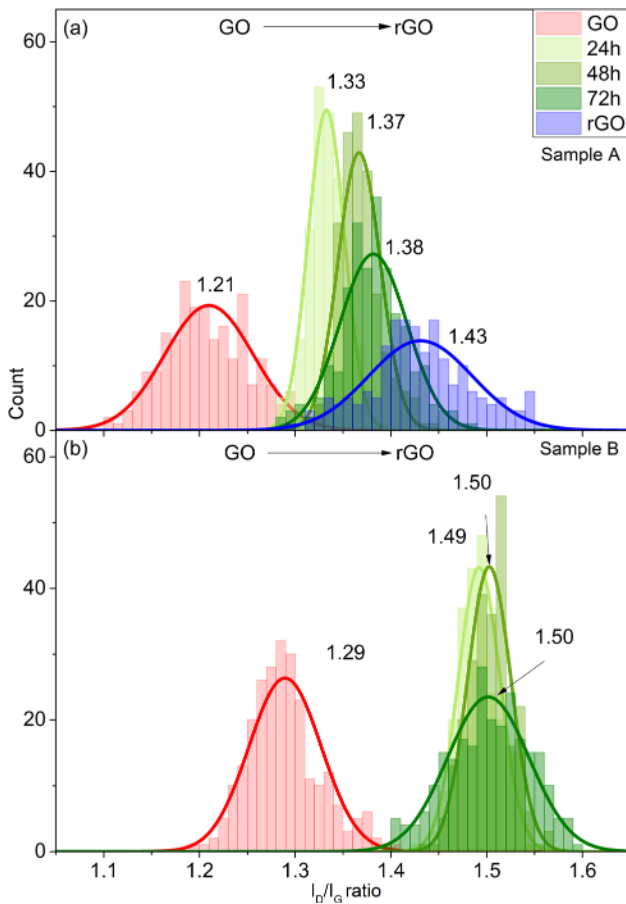 (a)
GO rGO
GO
24h
48h
72h
rGO
Sample A
60
40
20
0
Count
1.33
1.37
1.38
1.21
1.43
(b)
GO rGO
Sample B
60
40
20
0
1.50
1.49
1.50
1.29
1.1 1.2 1.3 1.4 1.5 1.6
I_D/I_G ratio